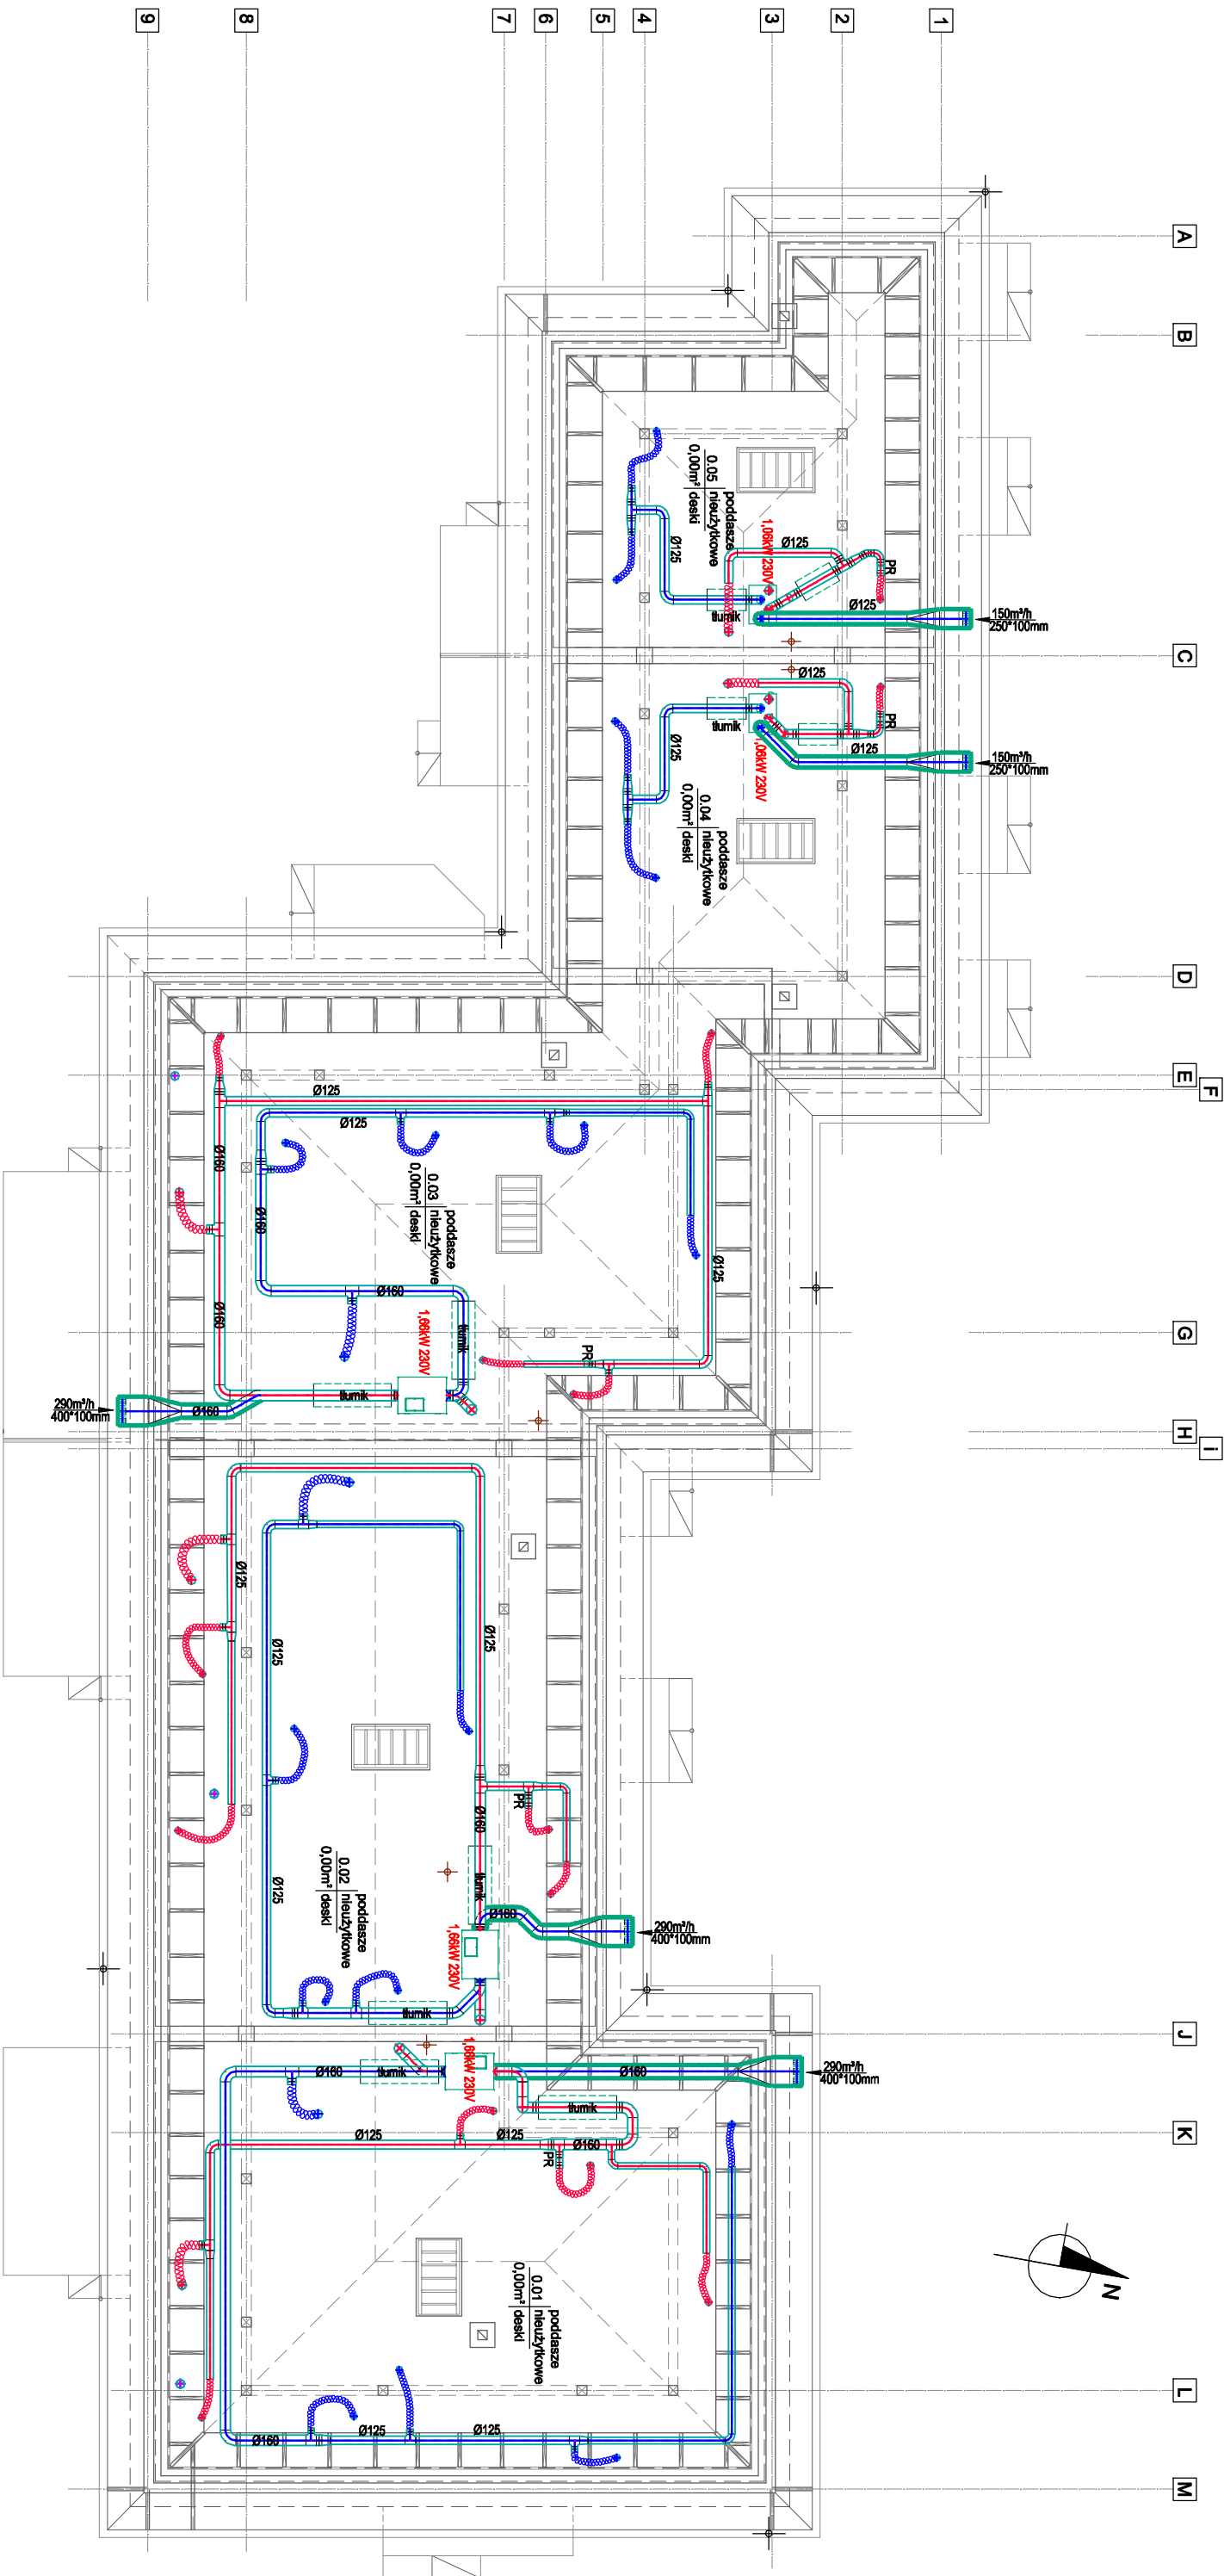 9
8
7
6
5
4
3
2
1
A
B
C
D
E
F
G
H
i
J
K
L
M
poddasze
0.05 nieużytkowe
0,00m² deski
1,06kW 230V
Ø125
Ø125
PR
Ø125
tłumik
150m³/h
250*100mm
Ø125
PR
Ø125
tłumik
Ø125
1,06kW 230V
150m³/h
250*100mm
poddasze
0.04 nieużytkowe
0,00m² deski
Ø125
Ø125
Ø160
Ø160
poddasze
0.03 nieużytkowe
0,00m² deski
Ø125
Ø160
Ø160
1,66kW 230V
tłumik
PR
tłumik
Ø160
290m³/h
400*100mm
Ø125
Ø125
Ø125
Ø160
PR
tłumik
Ø125
poddasze
0.02 nieużytkowe
0,00m² deski
Ø160
290m³/h
400*100mm
1,66kW 230V
tłumik
1,66kW 230V
Ø160
tłumik
Ø160
290m³/h
400*100mm
tłumik
Ø125
Ø125
Ø160
PR
poddasze
0.01 nieużytkowe
0,00m² deski
Ø160
Ø125
Ø125
N